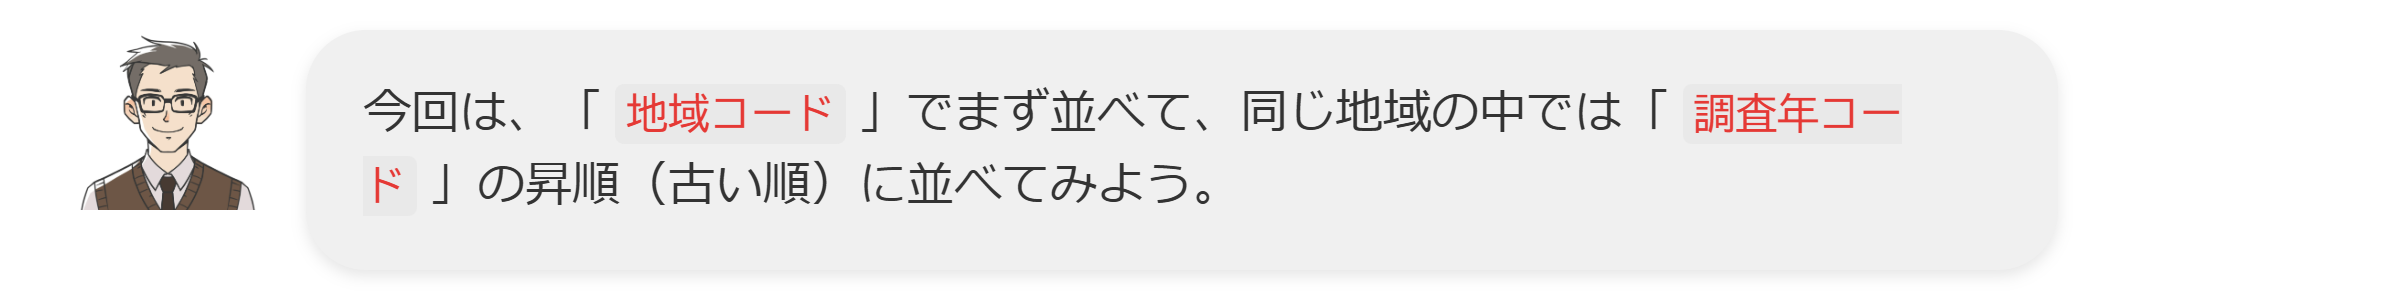 今回は、「 地域コード 」でまず並べて、同じ地域の中では「 調査年コー
ド 」の昇順（古い順）に並べてみよう。